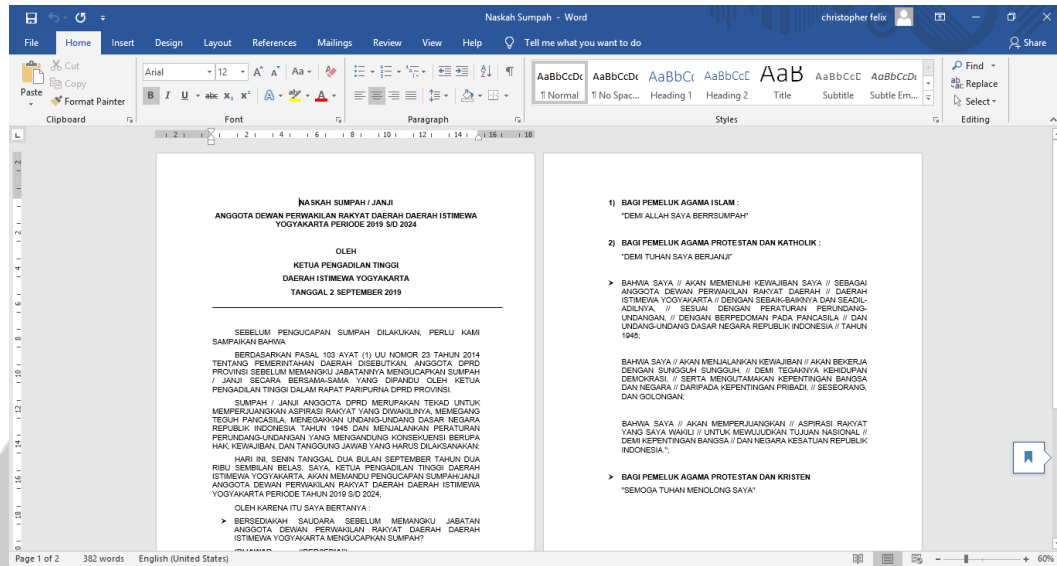 Naskah Sumpah - Word
christopher felix
File Home Insert Design Layout References Mailings Review View Help Tell me what you want to do Share
Paste
Cut
Copy
Format Painter
Clipboard
Arial 12
Font
Paragraph
AaBbCcDc AaBbCcDc AaBbCc AaBbCcE AaB AaBbCcD AaBbCcDc
¶ Normal ¶ No Spac... Heading 1 Heading 2 Title Subtitle Subtle Em...
Styles
Find
Replace
Select
Editing
NASKAH SUMPAH / JANJI
ANGGOTA DEWAN PERWAKILAN RAKYAT DAERAH DAERAH ISTIMEWA
YOGYAKARTA PERIODE 2019 S/D 2024
OLEH
KETUA PENGADILAN TINGGI
DAERAH ISTIMEWA YOGYAKARTA
TANGGAL 2 SEPTEMBER 2019
SEBELUM PENGUCAPAN SUMPAH DILAKUKAN, PERLU KAMI
SAMPAIKAN BAHWA
BERDASARKAN PASAL 103 AYAT (1) UU NOMOR 23 TAHUN 2014
TENTANG PEMERINTAHAN DAERAH DISEBUTKAN, ANGGOTA DPRD
PROVINSI SEBELUM MEMANGKU JABATANNYA MENGUCAPKAN SUMPAH
/ JANJI SECARA BERSAMA-SAMA YANG DIPANDU OLEH KETUA
PENGADILAN TINGGI DALAM RAPAT PARIPURNA DPRD PROVINSI.
SUMPAH / JANJI ANGGOTA DPRD MERUPAKAN TEKAD UNTUK
MEMPERJUANGKAN ASPIRASI RAKYAT YANG DIWAKILINYA, MEMEGANG
TEGUH PANCASILA, MENEGAKKAN UNDANG-UNDANG DASAR NEGARA
REPUBLIK INDONESIA TAHUN 1945 DAN MENJALANKAN PERATURAN
PERUNDANG-UNDANGAN YANG MENGANDUNG KONSEKUENSI BERUPA
HAK, KEWAJIBAN, DAN TANGGUNG JAWAB YANG HARUS DILAKSANAKAN;
HARI INI, SENIN TANGGAL DUA BULAN SEPTEMBER TAHUN DUA
RIBU SEMBILAN BELAS, SAYA, KETUA PENGADILAN TINGGI DAERAH
ISTIMEWA YOGYAKARTA, AKAN MEMANDU PENGUCAPAN SUMPAH/JANJI
ANGGOTA DEWAN PERWAKILAN RAKYAT DAERAH DAERAH ISTIMEWA
YOGYAKARTA PERIODE TAHUN 2019 S/D 2024,
OLEH KARENA ITU SAYA BERTANYA :
➤ BERSEDIAKAH SAUDARA SEBELUM MEMANGKU JABATAN
ANGGOTA DEWAN PERWAKILAN RAKYAT DAERAH DAERAH
ISTIMEWA YOGYAKARTA MENGUCAPKAN SUMPAH?
1) BAGI PEMELUK AGAMA ISLAM :
"DEMI ALLAH SAYA BERRSUMPAH"
2) BAGI PEMELUK AGAMA PROTESTAN DAN KATHOLIK :
"DEMI TUHAN SAYA BERJANJI"
➤ BAHWA SAYA // AKAN MEMENUHI KEWAJIBAN SAYA // SEBAGAI
ANGGOTA DEWAN PERWAKILAN RAKYAT DAERAH // DAERAH
ISTIMEWA YOGYAKARTA // DENGAN SEBAIK-BAIKNYA DAN SEADIL-
ADILNYA, // SESUAI DENGAN PERATURAN PERUNDANG-
UNDANGAN, // DENGAN BERPEDOMAN PADA PANCASILA // DAN
UNDANG-UNDANG DASAR NEGARA REPUBLIK INDONESIA // TAHUN
1945;
BAHWA SAYA // AKAN MENJALANKAN KEWAJIBAN // AKAN BEKERJA
DENGAN SUNGGUH SUNGGUH, // DEMI TEGAKNYA KEHIDUPAN
DEMOKRASI, // SERTA MENGUTAMAKAN KEPENTINGAN BANGSA
DAN NEGARA // DARIPADA KEPENTINGAN PRIBADI, // SESEORANG,
DAN GOLONGAN;
BAHWA SAYA // AKAN MEMPERJUANGKAN // ASPIRASI RAKYAT
YANG SAYA WAKILI // UNTUK MEWUJUDKAN TUJUAN NASIONAL //
DEMI KEPENTINGAN BANGSA // DAN NEGARA KESATUAN REPUBLIK
INDONESIA.";
➤ BAGI PEMELUK AGAMA PROTESTAN DAN KRISTEN
"SEMOGA TUHAN MENOLONG SAYA"
Page 1 of 2 382 words English (United States) 60%